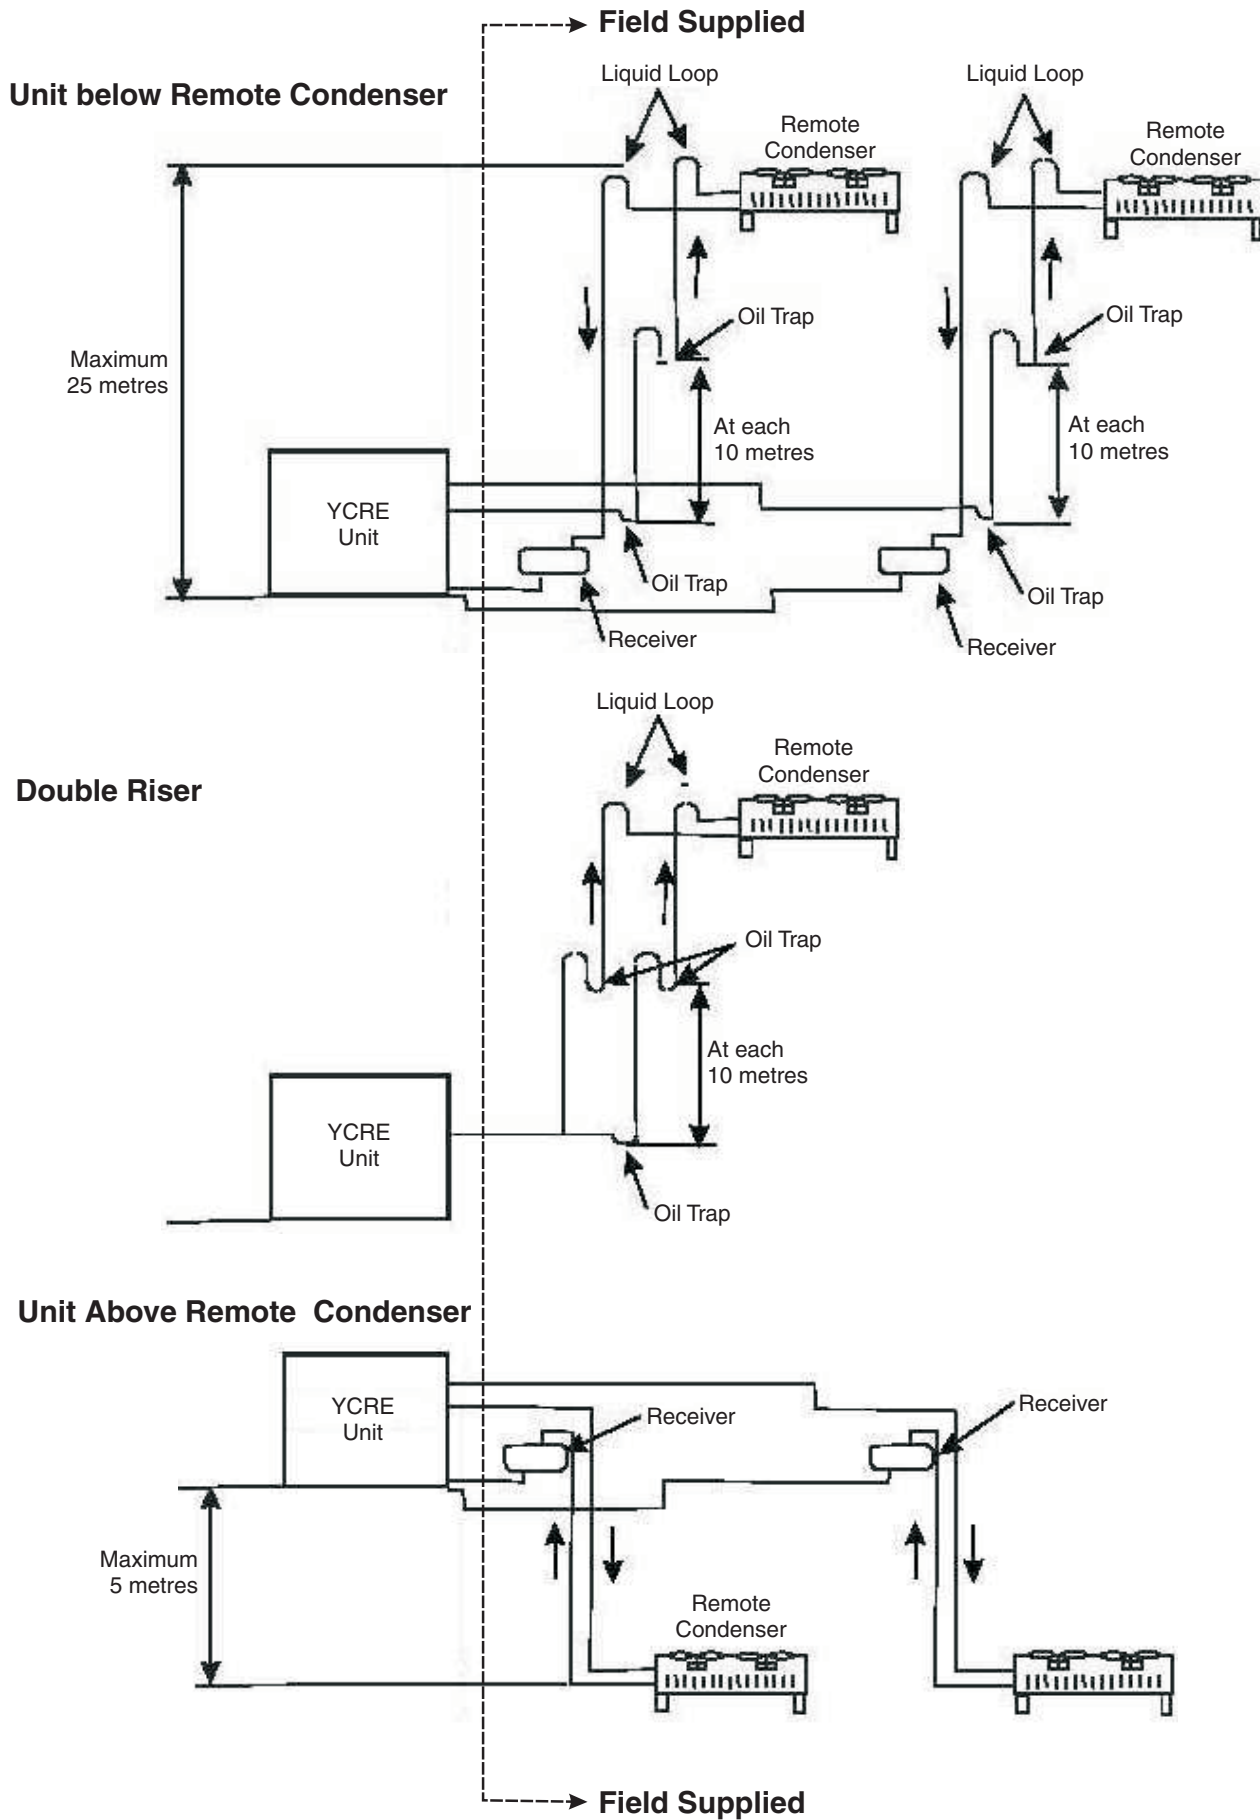 Field Supplied
Unit below Remote Condenser
Liquid Loop
Liquid Loop
Remote
Condenser
Remote
Condenser
Oil Trap
Oil Trap
Maximum
25 metres
At each
10 metres
At each
10 metres
YCRE
Unit
Oil Trap
Oil Trap
Receiver
Receiver
Liquid Loop
Remote
Condenser
Double Riser
Oil Trap
At each
10 metres
YCRE
Unit
Oil Trap
Unit Above Remote Condenser
YCRE
Unit
Receiver
Receiver
Maximum
5 metres
Remote
Condenser
Field Supplied